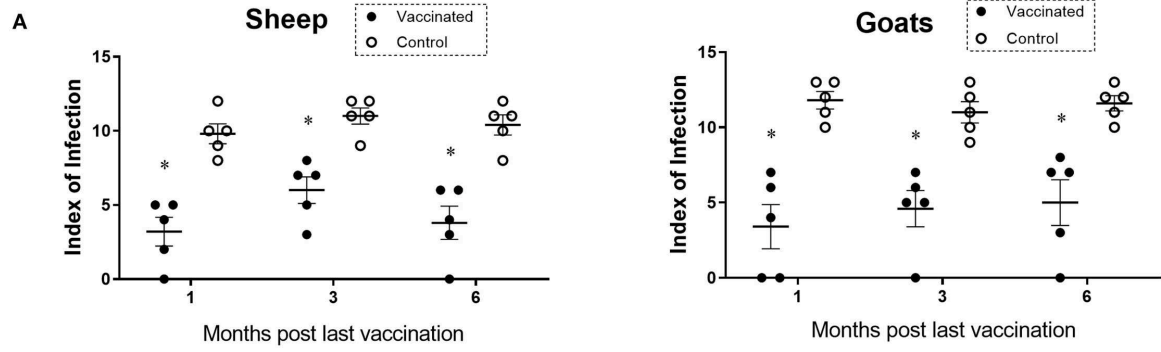 A
Sheep
Vaccinated
Control
Index of Infection
15
10
5
0
*
*
*
1
3
6
Months post last vaccination
Goats
Vaccinated
Control
Index of Infection
15
10
5
0
*
*
*
1
3
6
Months post last vaccination